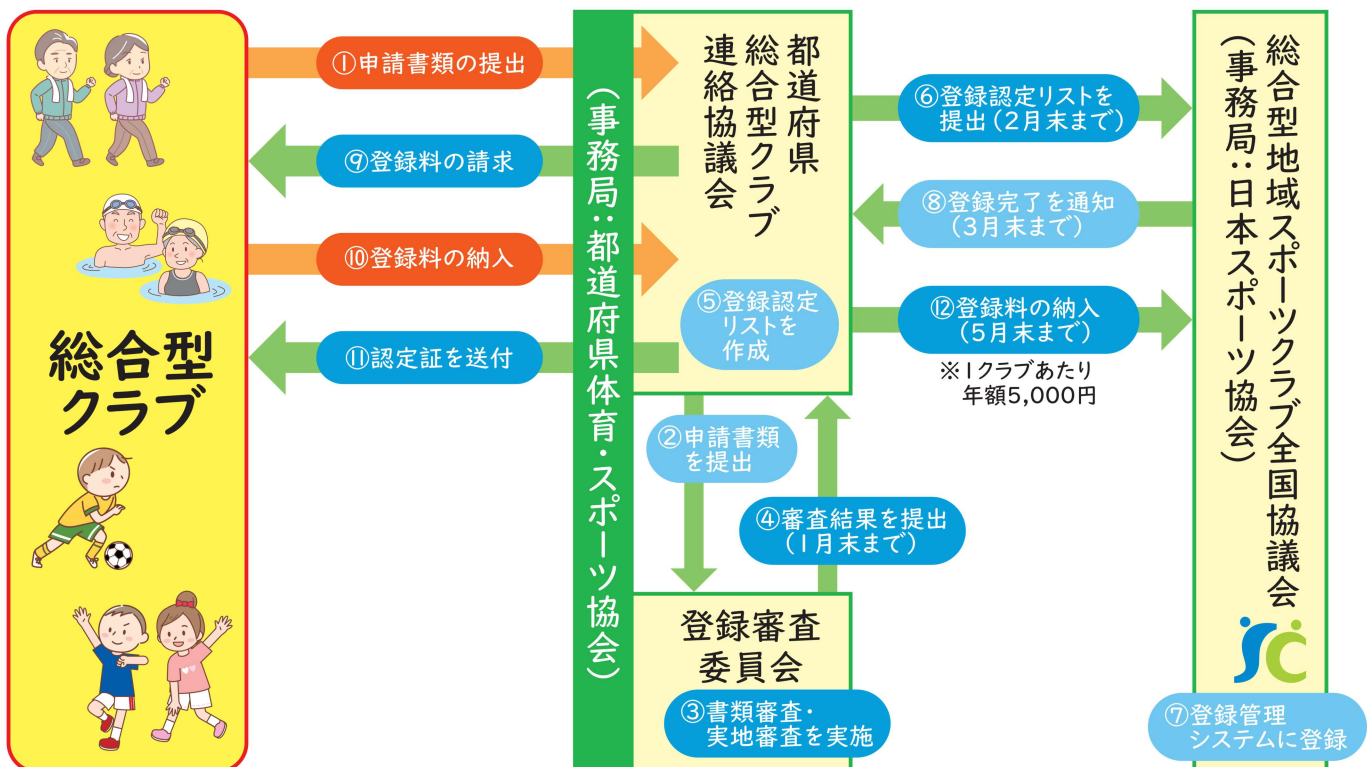 総合型
クラブ
①申請書類の提出
⑨登録料の請求
⑩登録料の納入
⑪認定証を送付
(事務局:都道府県体育・スポーツ協会)
都道府県
総合型クラブ
連絡協議会
⑤登録認定
リストを
作成
②申請書類
を提出
④審査結果を提出
(1月末まで)
登録審査
委員会
③書類審査・
実地審査を実施
⑥登録認定リストを
提出(2月末まで)
⑧登録完了を通知
(3月末まで)
⑫登録料の納入
(5月末まで)
※1クラブあたり
年額5,000円
総合型地域スポーツクラブ全国協議会
(事務局:日本スポーツ協会)
SC
⑦登録管理
システムに登録